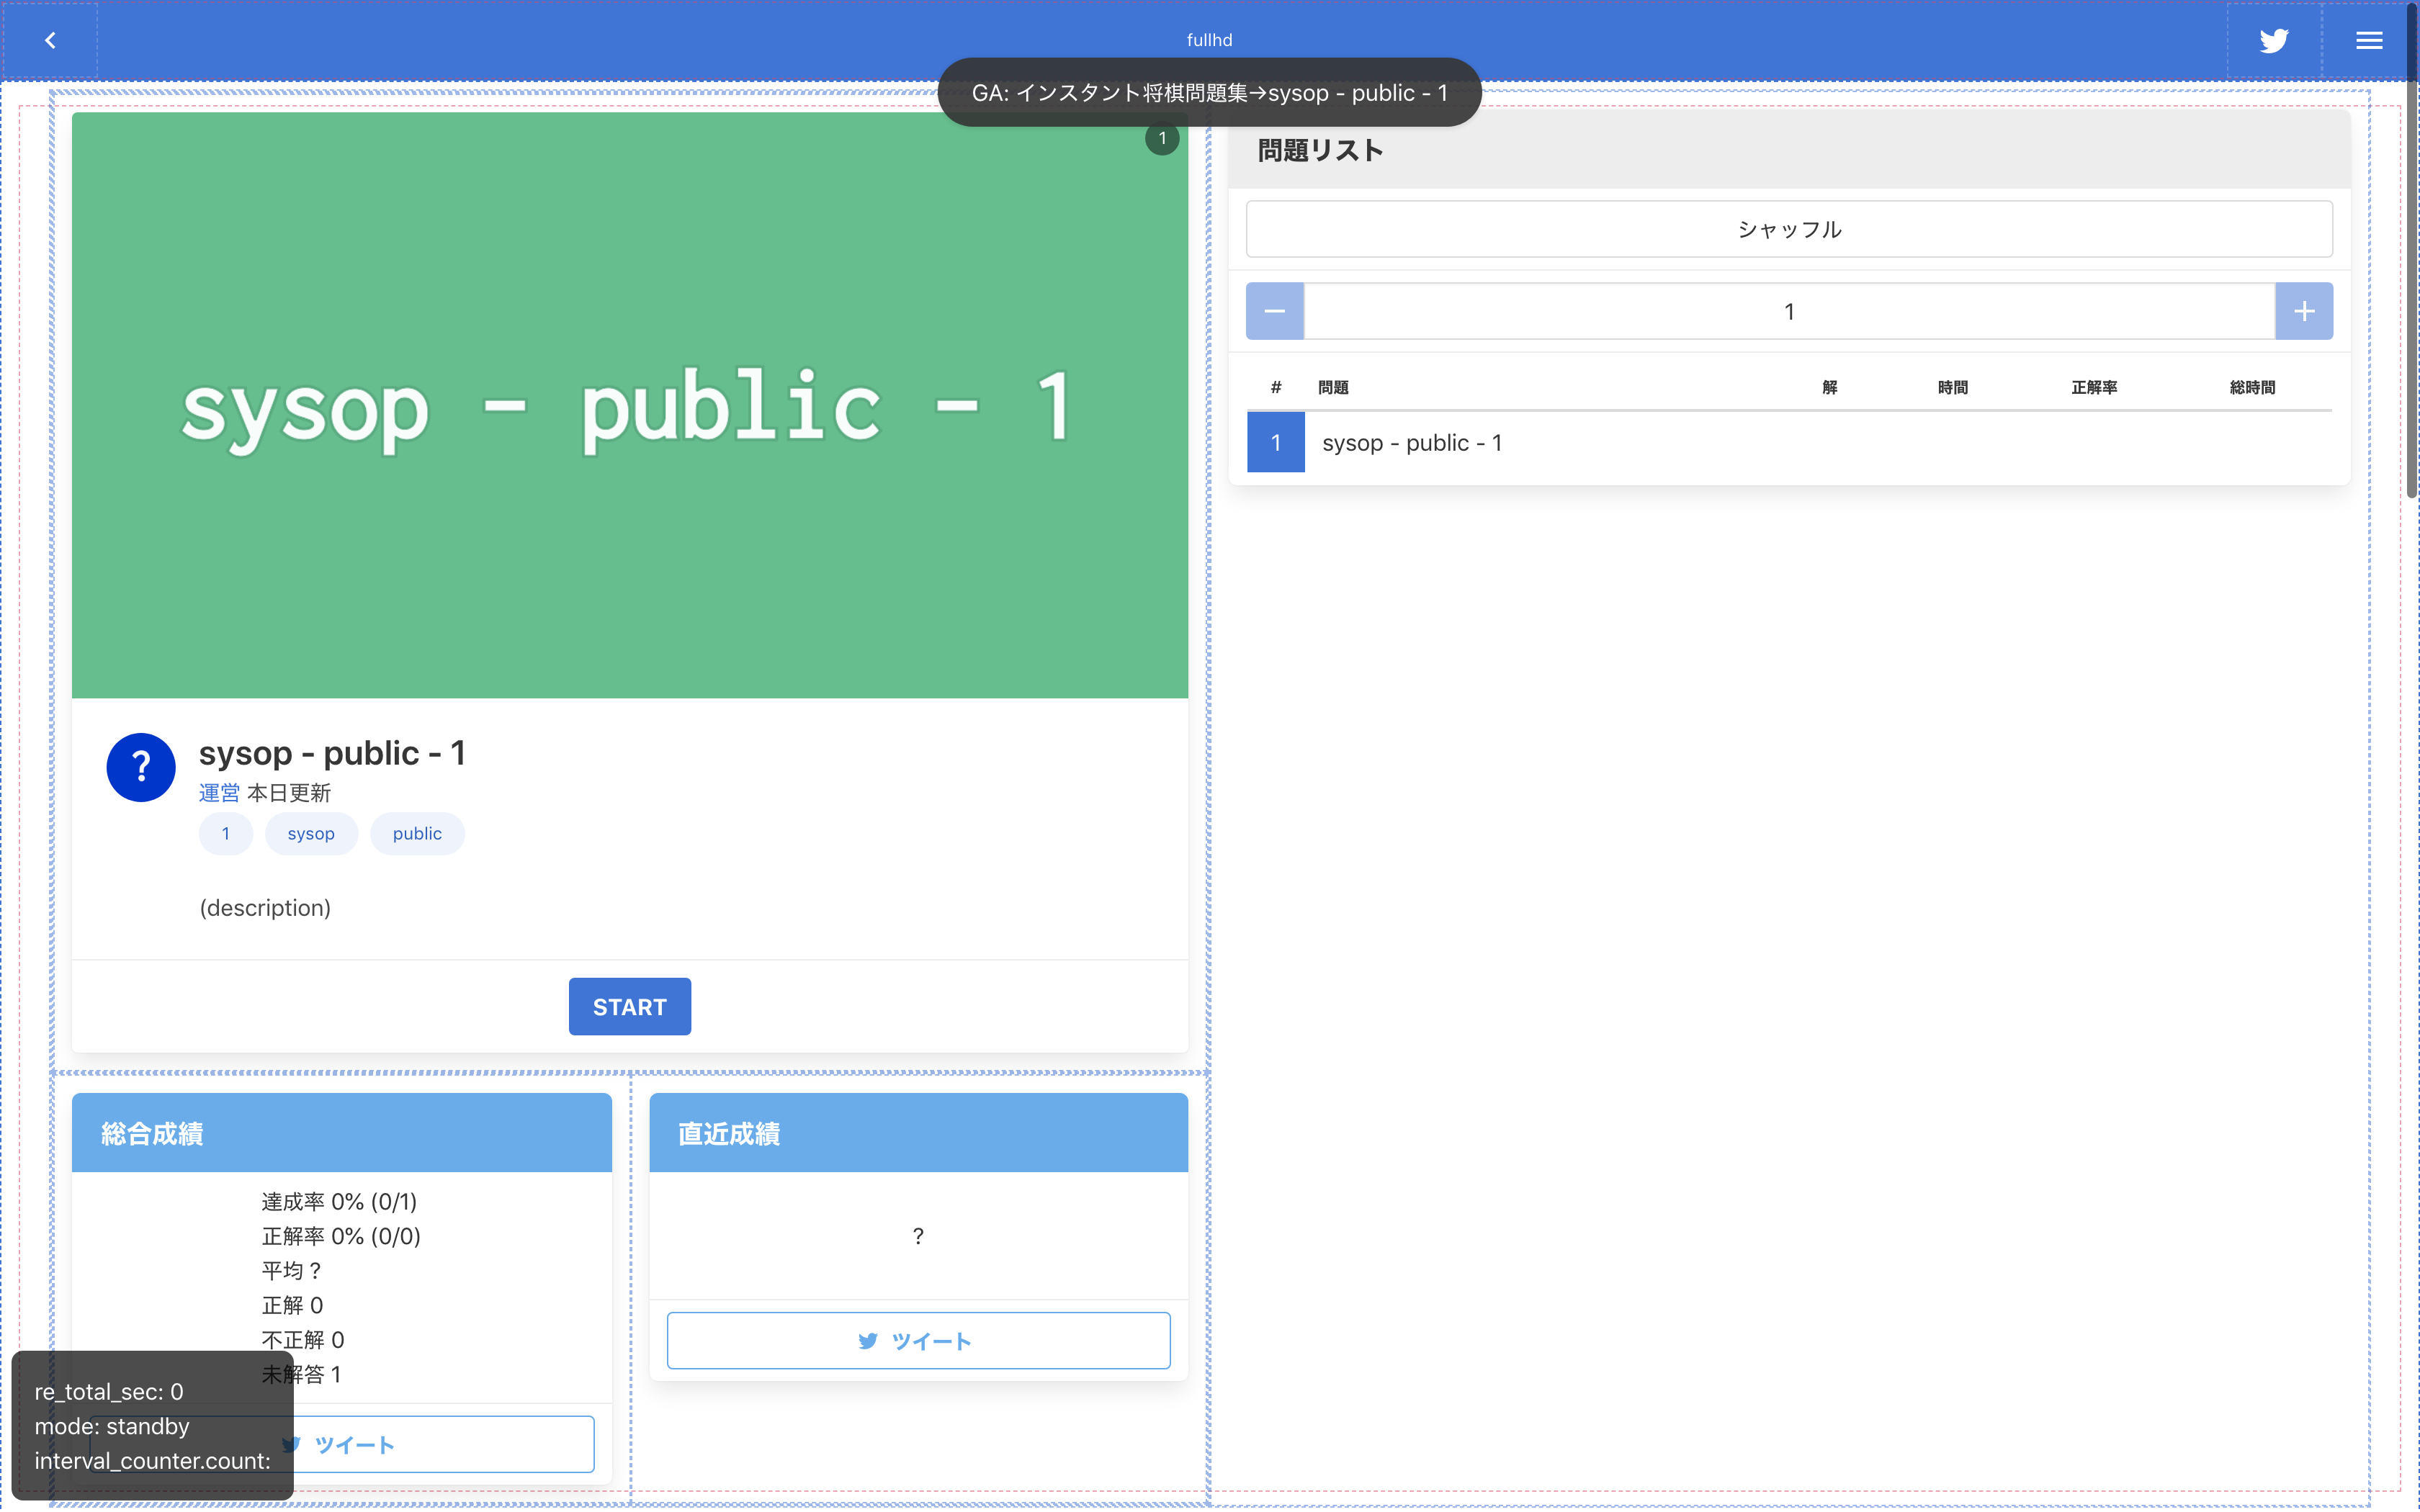 fullhd
GA: インスタント将棋問題集→sysop - public - 1
1
sysop - public - 1
?
sysop - public - 1
運営 本日更新
1 sysop public
(description)
START
総合成績
達成率 0% (0/1)
正解率 0% (0/0)
平均 ?
正解 0
不正解 0
未解答 1
ツイート
直近成績
?
ツイート
問題リスト
シャッフル
1
# 問題 解 時間 正解率 総時間
1 sysop - public - 1
re_total_sec: 0
mode: standby
interval_counter.count: